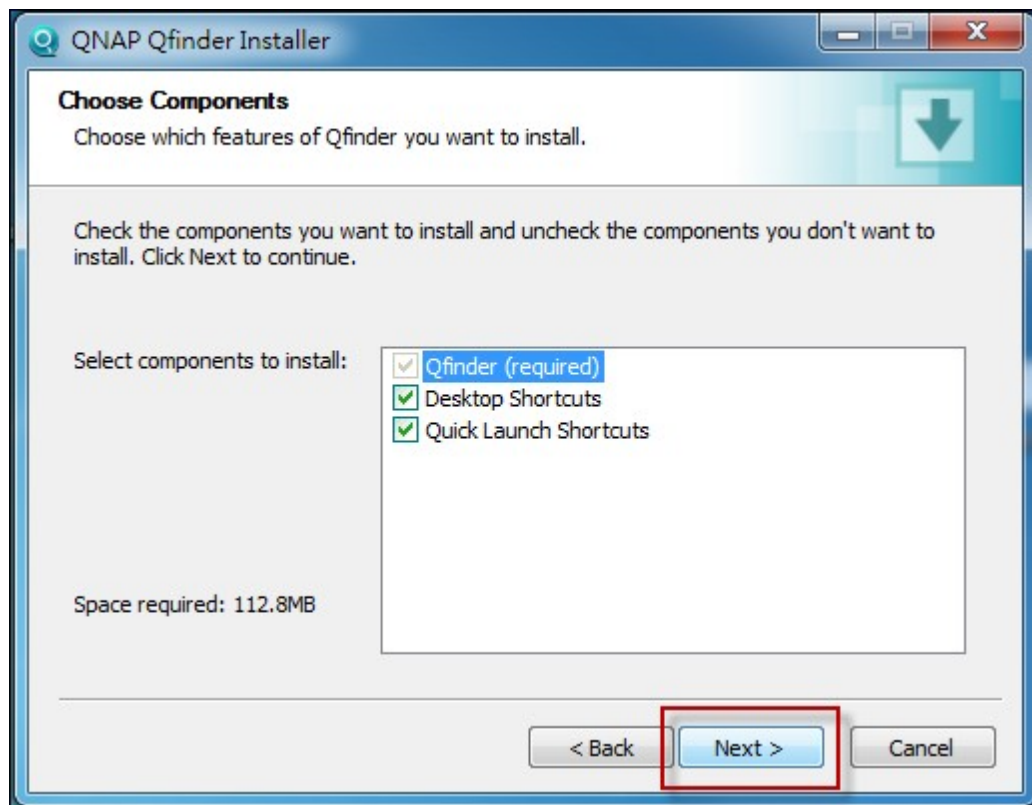 QNAP Qfinder Installer
Choose Components
Choose which features of Qfinder you want to install.
Check the components you want to install and uncheck the components you don't want to
install. Click Next to continue.
Select components to install:
Qfinder (required)
Desktop Shortcuts
Quick Launch Shortcuts
Space required: 112.8MB
< Back Next > Cancel